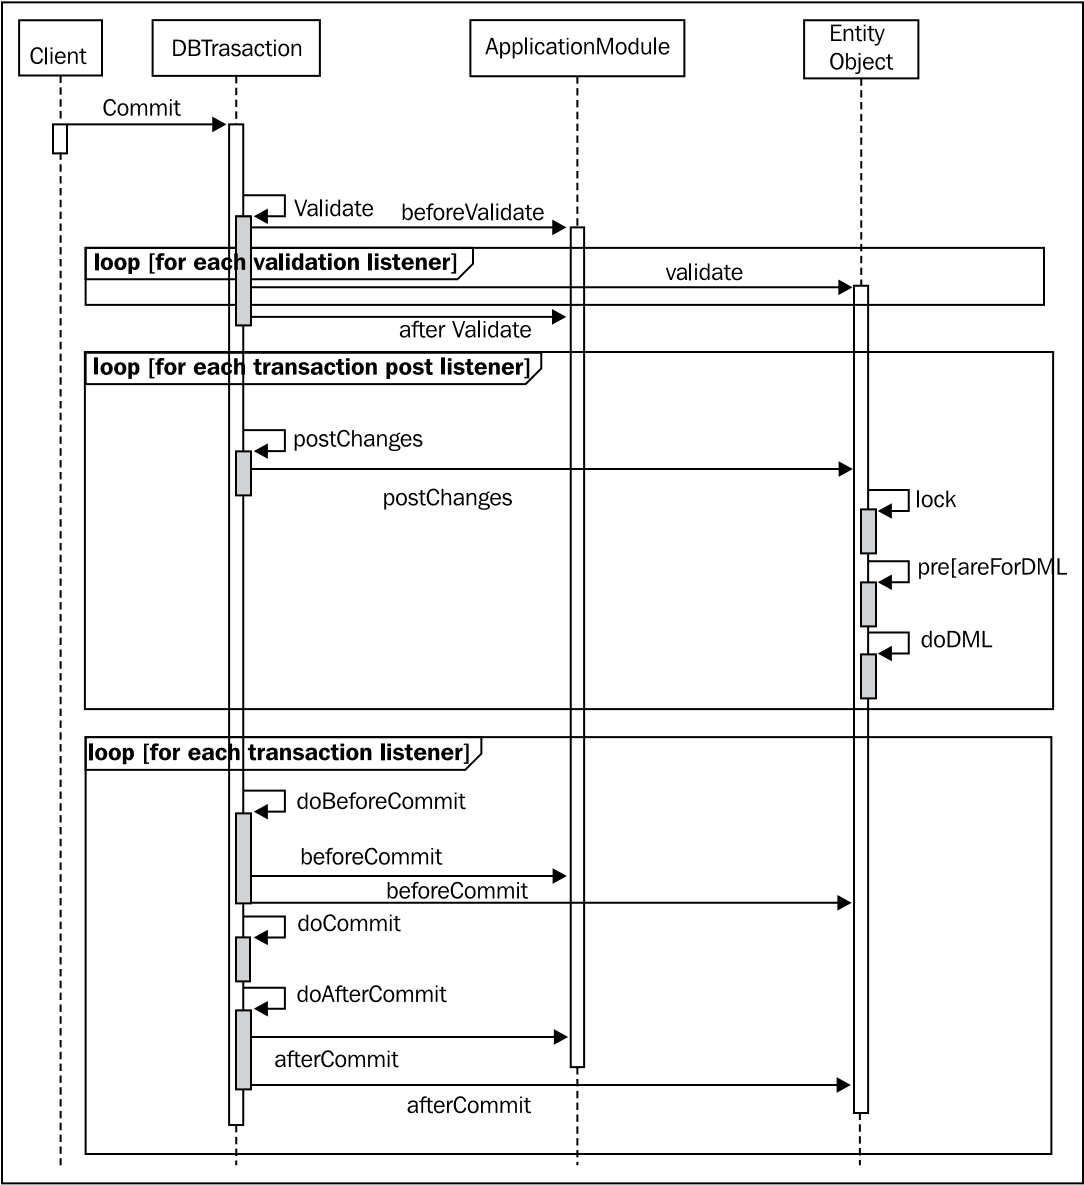 Client
DBTrasaction
ApplicationModule
Entity
Object
Commit
Validate
beforeValidate
loop [for each validation listener]
validate
after Validate
loop [for each transaction post listener]
postChanges
postChanges
lock
pre[areForDML
doDML
loop [for each transaction listener]
doBeforeCommit
beforeCommit
beforeCommit
doCommit
doAfterCommit
afterCommit
afterCommit